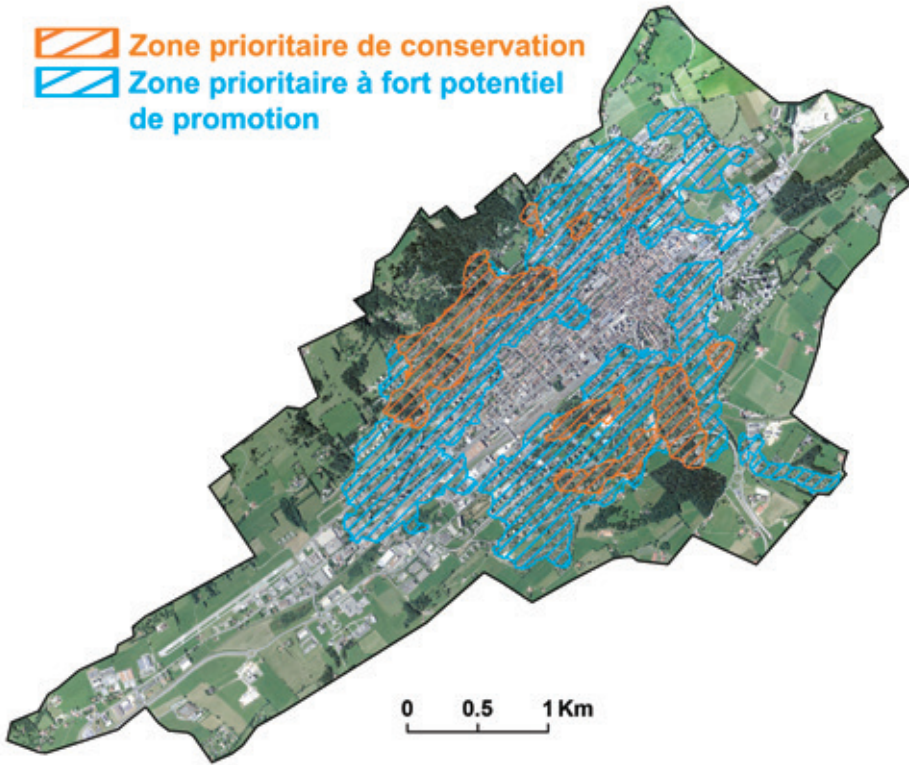 Zone prioritaire de conservation
Zone prioritaire à fort potentiel
de promotion
0 0.5 1 Km